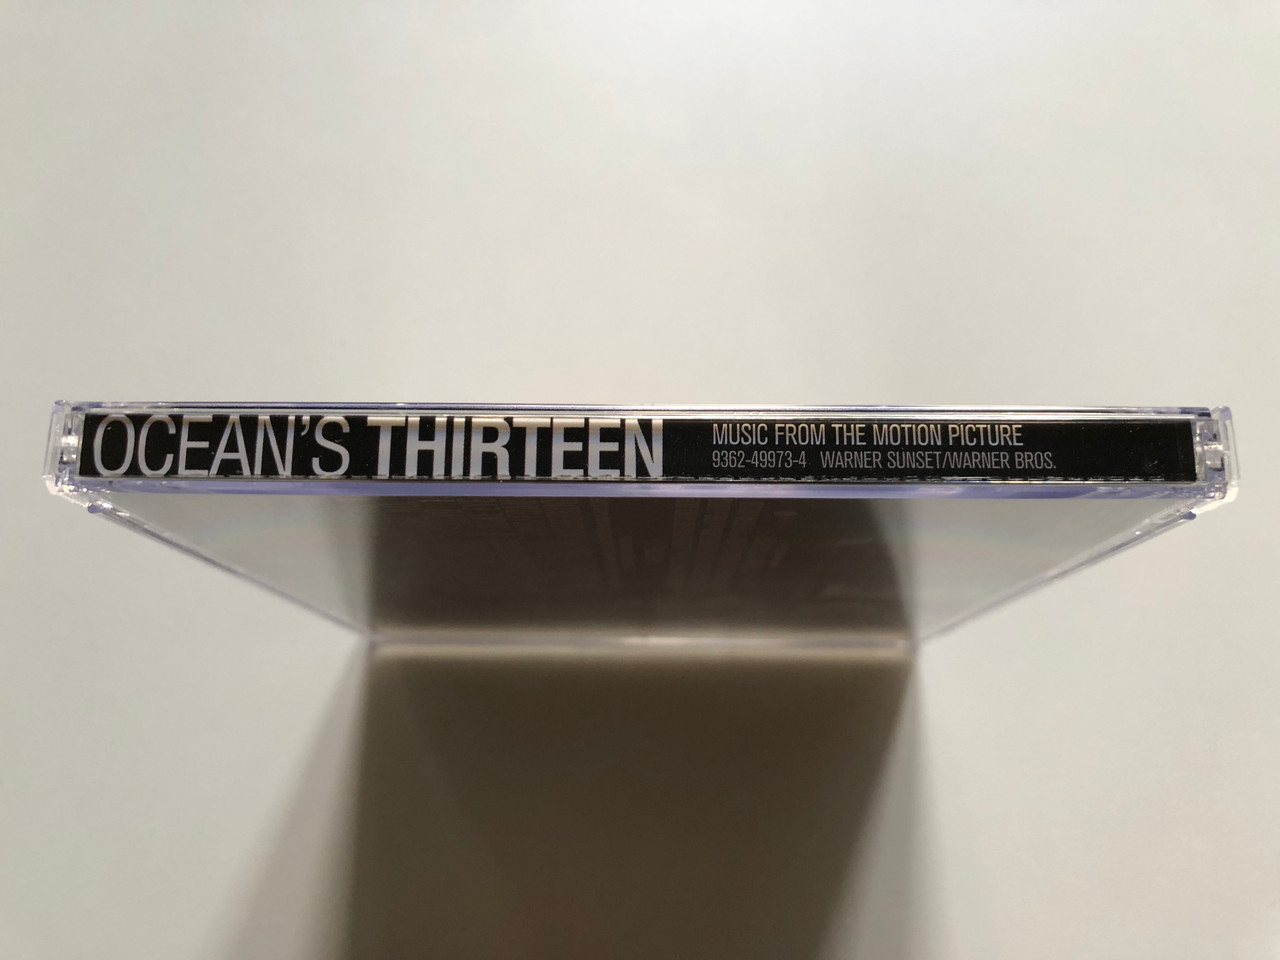 OCEAN'S THIRTEEN
MUSIC FROM THE MOTION PICTURE
9362-49973-4 WARNER SUNSET/WARNER BROS.